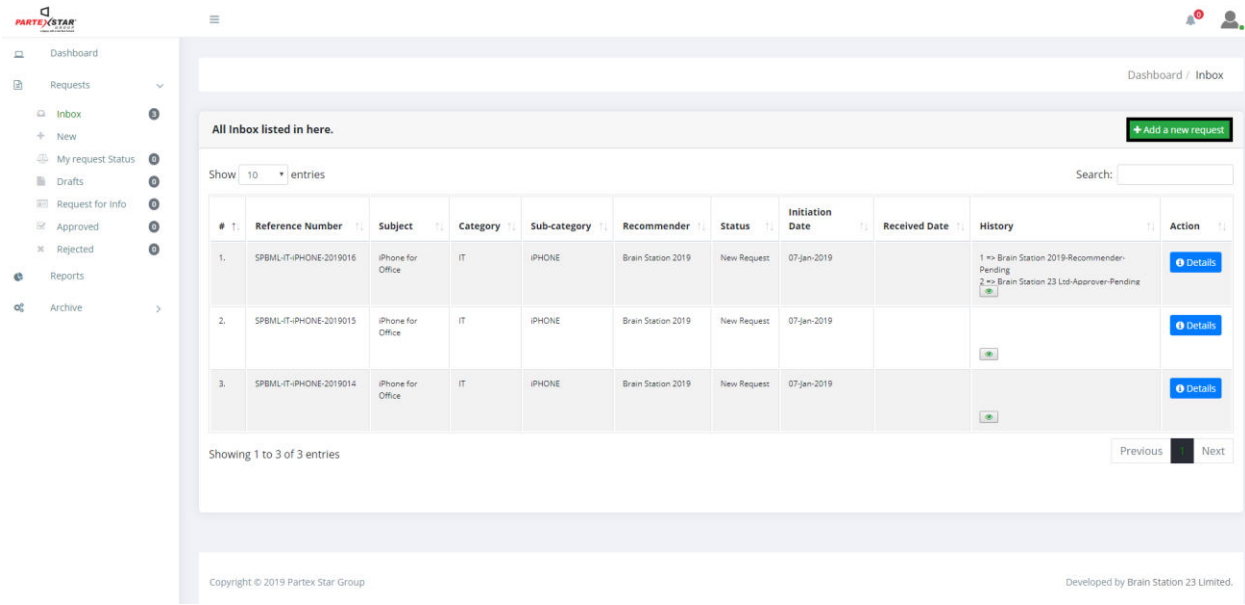 PARTEX STAR
GROUP
0
Dashboard
Requests
Inbox 3
New
My request Status 0
Drafts 0
Request for Info 0
Approved 0
Rejected 0
Reports
Archive
Dashboard / Inbox
All Inbox listed in here.
+ Add a new request
Show 10 entries
Search:
# Reference Number Subject Category Sub-category Recommender Status Initiation Date Received Date History Action
1. SPBML-IT-iPHONE-2019016 iPhone for Office IT iPHONE Brain Station 2019 New Request 07-Jan-2019 1 => Brain Station 2019-Recommender-Pending
2 => Brain Station 23 Ltd-Approver-Pending
Details
2. SPBML-IT-iPHONE-2019015 iPhone for Office IT iPHONE Brain Station 2019 New Request 07-Jan-2019 Details
3. SPBML-IT-iPHONE-2019014 iPhone for Office IT iPHONE Brain Station 2019 New Request 07-Jan-2019 Details
Showing 1 to 3 of 3 entries
Previous 1 Next
Copyright © 2019 Partex Star Group
Developed by Brain Station 23 Limited.